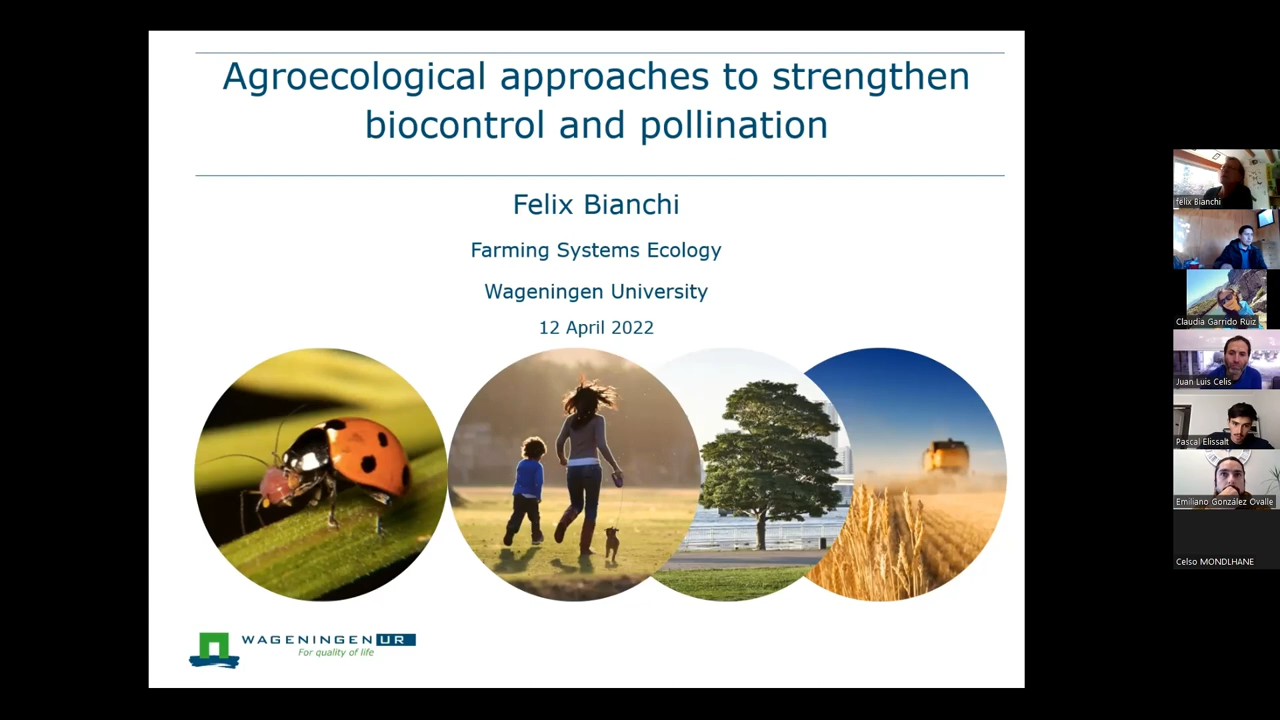 Agroecological approaches to strengthen
biocontrol and pollination
Felix Bianchi
Farming Systems Ecology
Wageningen University
12 April 2022
WAGENINGEN UR
For quality of life
felix Bianchi
Claudia Garrido Ruiz
Juan Luis Celis
Pascal Elissalt
Emiliano González Ovalle
Celso MONDLHANE